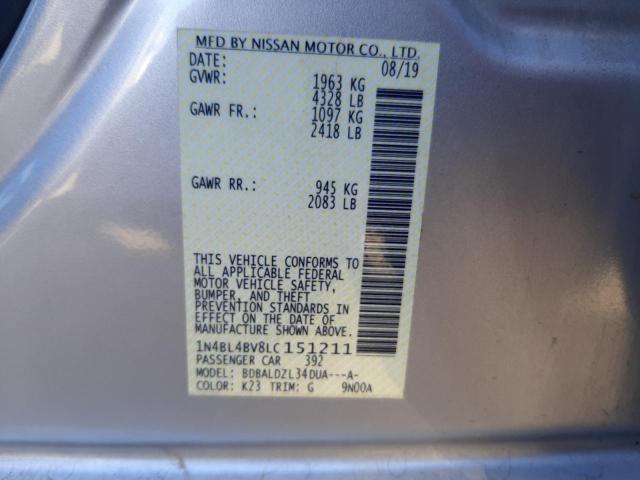 MFD BY NISSAN MOTOR CO., LTD.
DATE: 08/19
GVWR: 1963 KG
4328 LB
GAWR FR.: 1097 KG
2418 LB
GAWR RR.: 945 KG
2083 LB
THIS VEHICLE CONFORMS TO
ALL APPLICABLE FEDERAL
MOTOR VEHICLE SAFETY,
BUMPER, AND THEFT
PREVENTION STANDARDS IN
EFFECT ON THE DATE OF
MANUFACTURE SHOWN ABOVE.
1N4BL4BV8LC151211
PASSENGER CAR 392
MODEL: BDBALDZL34DUA---A-
COLOR: K23 TRIM: G 9N00A